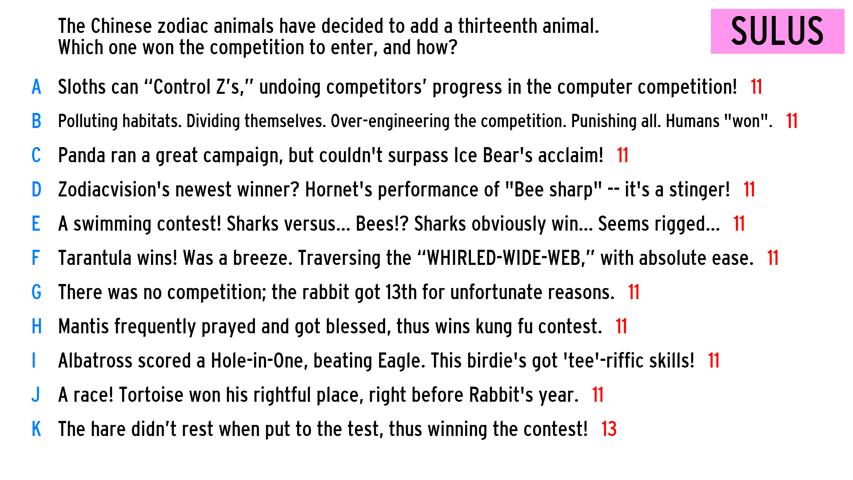 The Chinese zodiac animals have decided to add a thirteenth animal.
Which one won the competition to enter, and how?
SULUS
A Sloths can “Control Z’s,” undoing competitors’ progress in the computer competition! 11
B Polluting habitats. Dividing themselves. Over-engineering the competition. Punishing all. Humans "won". 11
C Panda ran a great campaign, but couldn't surpass Ice Bear's acclaim! 11
D Zodiacvision's newest winner? Hornet's performance of "Bee sharp" -- it's a stinger! 11
E A swimming contest! Sharks versus... Bees!? Sharks obviously win... Seems rigged... 11
F Tarantula wins! Was a breeze. Traversing the “WHIRLED-WIDE-WEB,” with absolute ease. 11
G There was no competition; the rabbit got 13th for unfortunate reasons. 11
H Mantis frequently prayed and got blessed, thus wins kung fu contest. 11
I Albatross scored a Hole-in-One, beating Eagle. This birdie's got 'tee'-riffic skills! 11
J A race! Tortoise won his rightful place, right before Rabbit's year. 11
K The hare didn’t rest when put to the test, thus winning the contest! 13